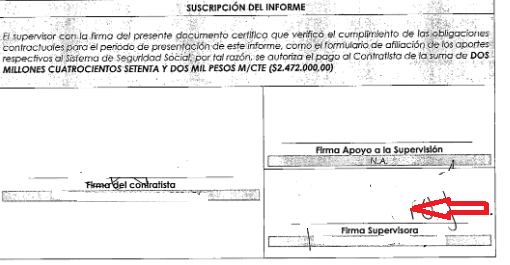 SUSCRIPCIÓN DEL INFORME
El supervisor con la firma del presente documento certifica que verificó el cumplimiento de las obligaciones
contractuales para el periodo de presentación de este informe, como el formulario de afiliación de los aportes
respectivos al Sistema de Seguridad Social, por tal razón, se autoriza el pago al Contratista de la suma de DOS
MILLONES CUATROCIENTOS SETENTA Y DOS MIL PESOS M/CTE ($2.472.000.00)
Firma Apoyo a la Supervisión
N.A.
Firma del contratista
Firma Supervisora